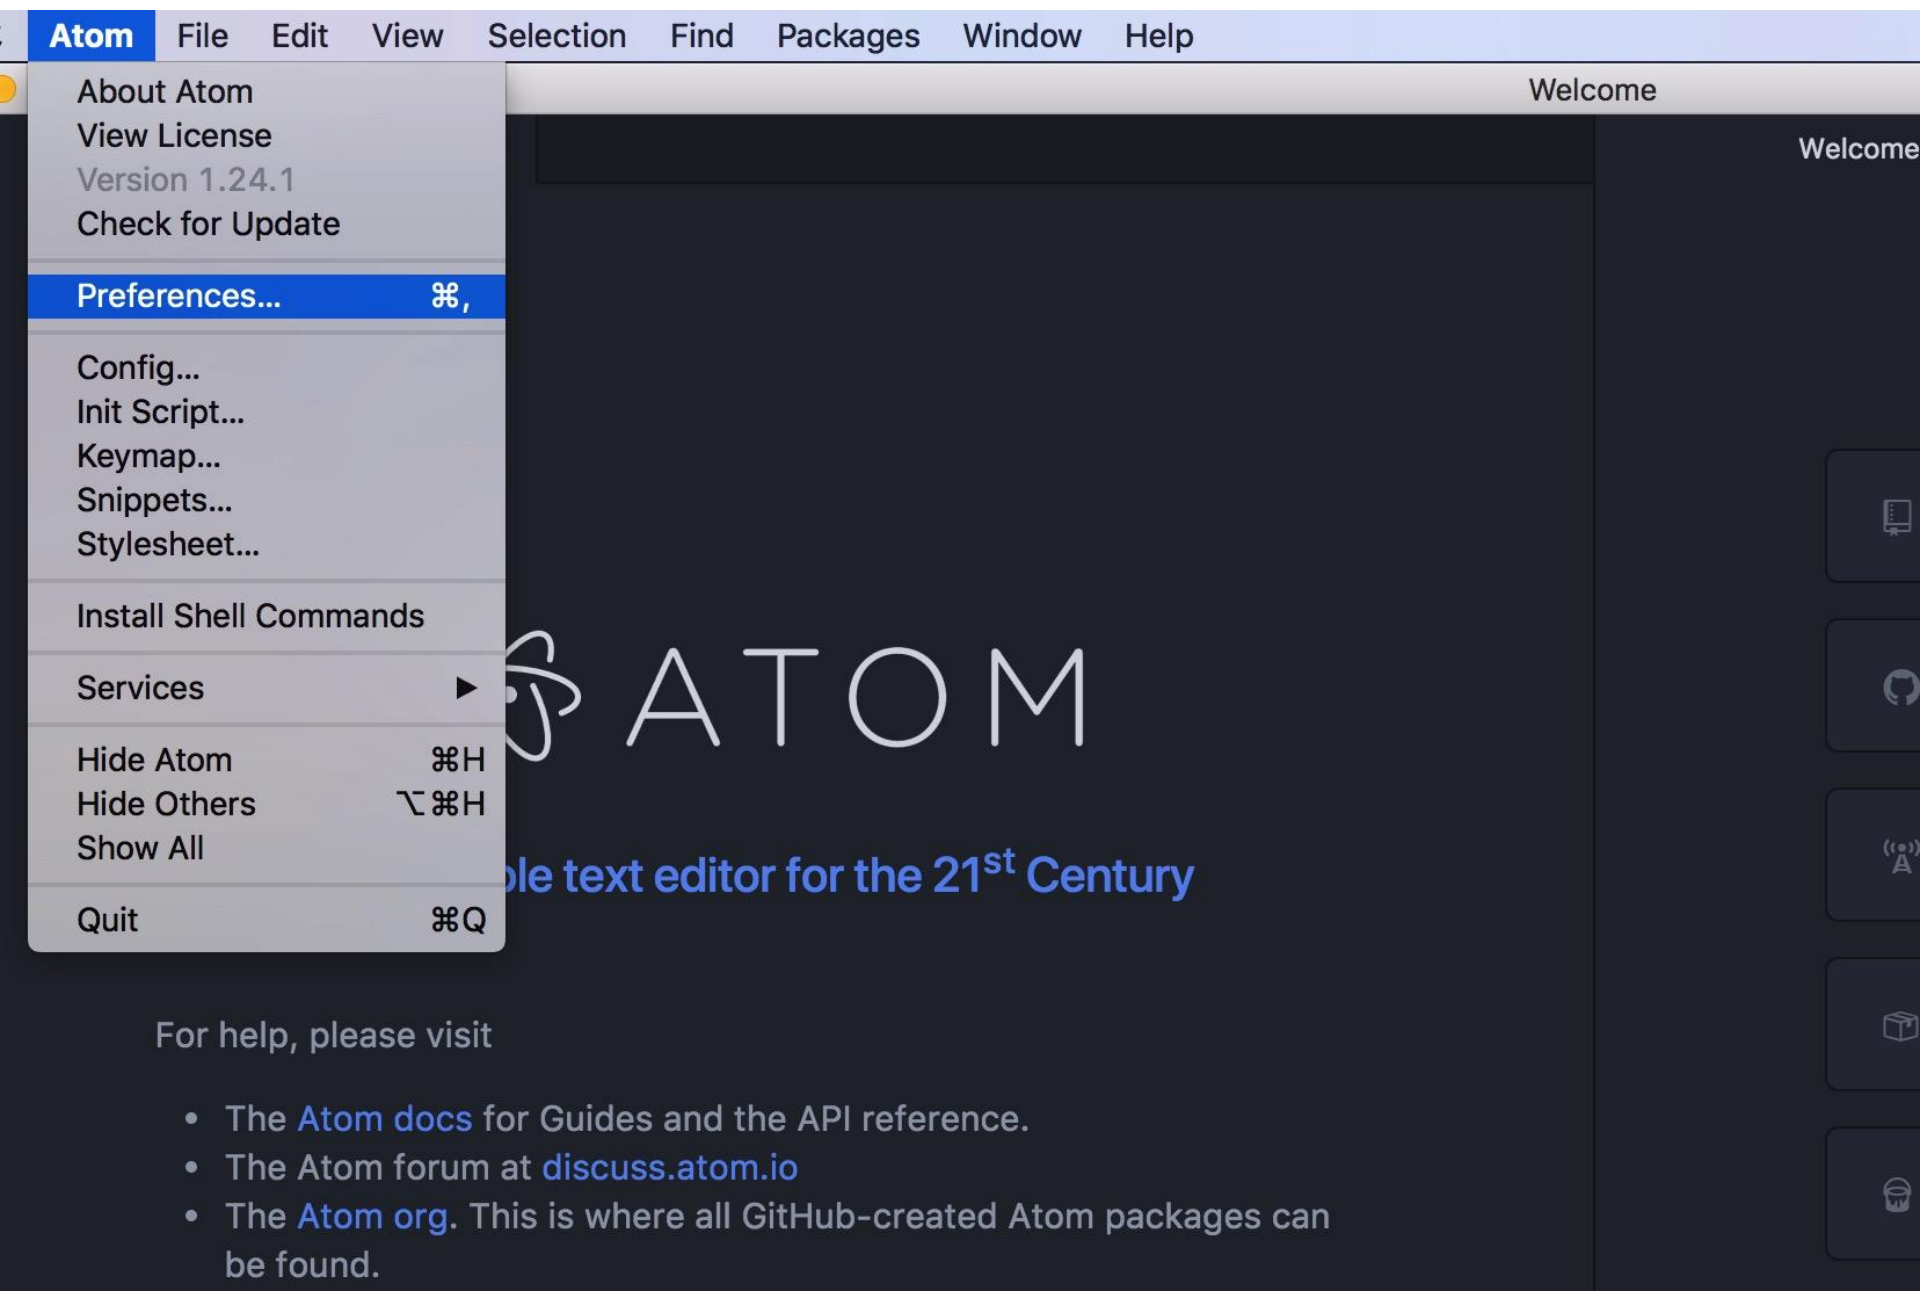 Atom File Edit View Selection Find Packages Window Help
Welcome
Welcome
About Atom
View License
Version 1.24.1
Check for Update
Preferences... ⌘,
Config...
Init Script...
Keymap...
Snippets...
Stylesheet...
Install Shell Commands
Services ▶
Hide Atom ⌘H
Hide Others ⌥⌘H
Show All
Quit ⌘Q
ATOM
text editor for the 21st Century
For help, please visit
• The Atom docs for Guides and the API reference.
• The Atom forum at discuss.atom.io
• The Atom org. This is where all GitHub-created Atom packages can
be found.